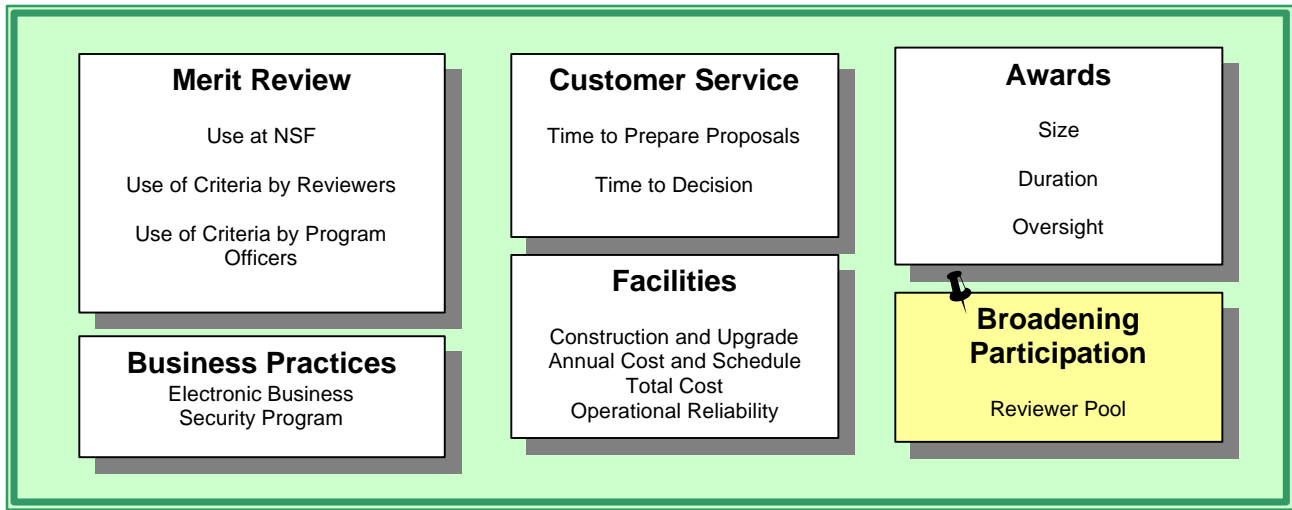 Merit Review
Use at NSF
Use of Criteria by Reviewers
Use of Criteria by Program
Officers
Business Practices
Electronic Business
Security Program
Customer Service
Time to Prepare Proposals
Time to Decision
Facilities
Construction and Upgrade
Annual Cost and Schedule
Total Cost
Operational Reliability
Awards
Size
Duration
Oversight
Broadening
Participation
Reviewer Pool